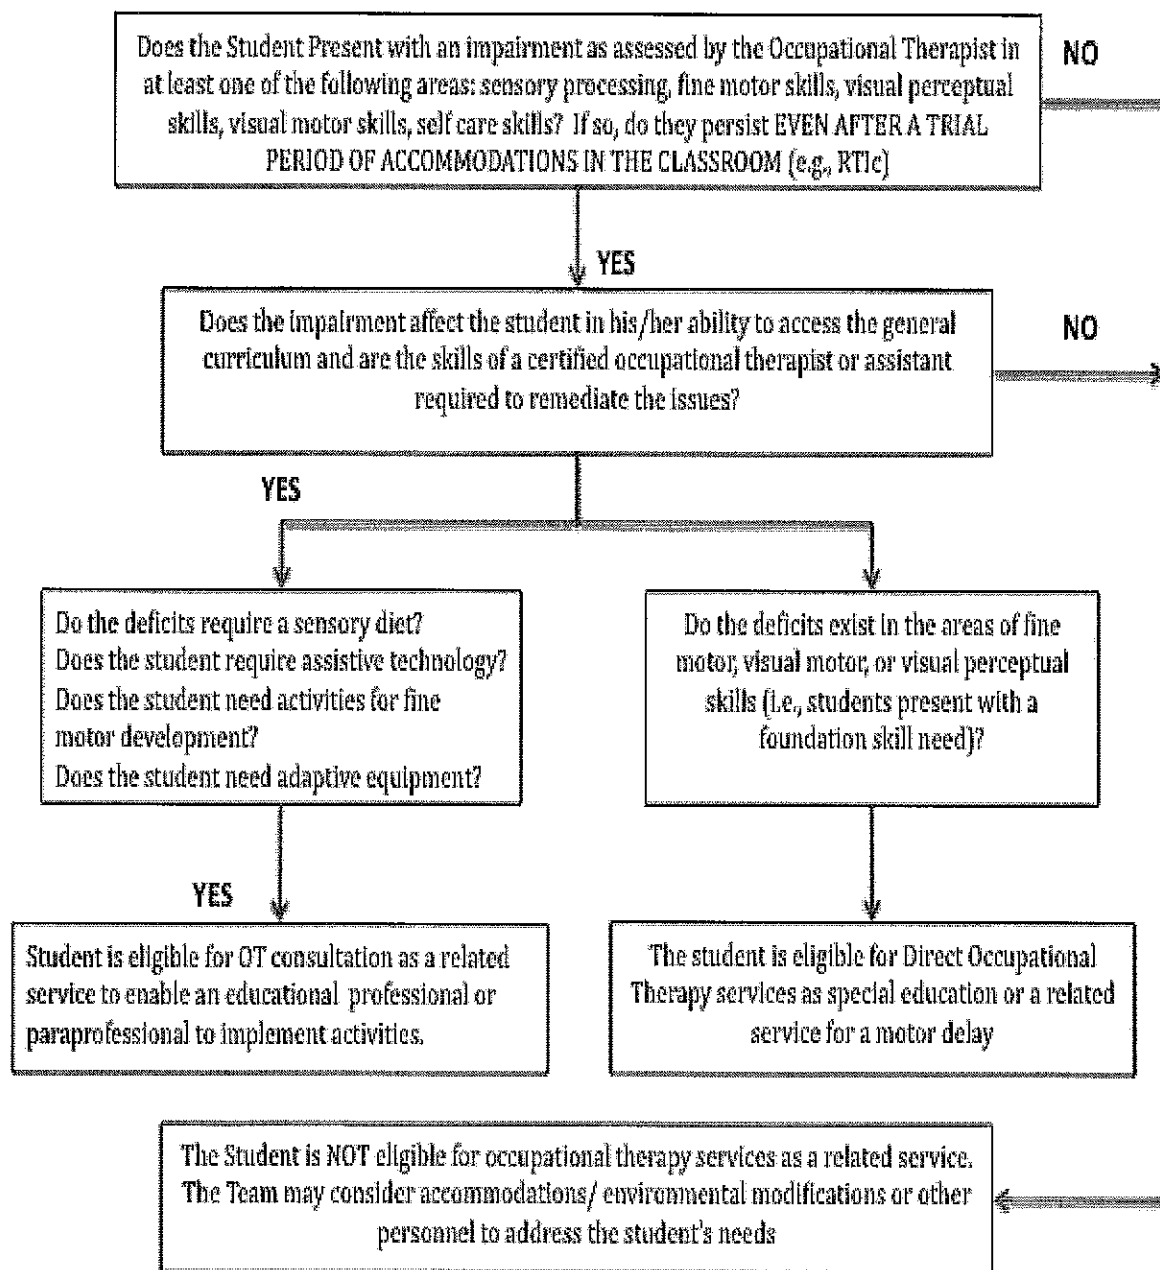 Does the Student Present with an impairment as assessed by the Occupational Therapist in
at least one of the following areas: sensory processing, fine motor skills, visual perceptual
skills, visual motor skills, self care skills? If so, do they persist EVEN AFTER A TRIAL
PERIOD OF ACCOMMODATIONS IN THE CLASSROOM (e.g., RTIc)
NO
YES
Does the impairment affect the student in his/her ability to access the general
curriculum and are the skills of a certified occupational therapist or assistant
required to remediate the issues?
NO
YES
Do the deficits require a sensory diet?
Does the student require assistive technology?
Does the student need activities for fine
motor development?
Does the student need adaptive equipment?
Do the deficits exist in the areas of fine
motor, visual motor, or visual perceptual
skills (i.e., students present with a
foundation skill need)?
YES
Student is eligible for OT consultation as a related
service to enable an educational professional or
paraprofessional to implement activities.
The student is eligible for Direct Occupational
Therapy services as special education or a related
service for a motor delay
The Student is NOT eligible for occupational therapy services as a related service.
The Team may consider accommodations/ environmental modifications or other
personnel to address the student's needs